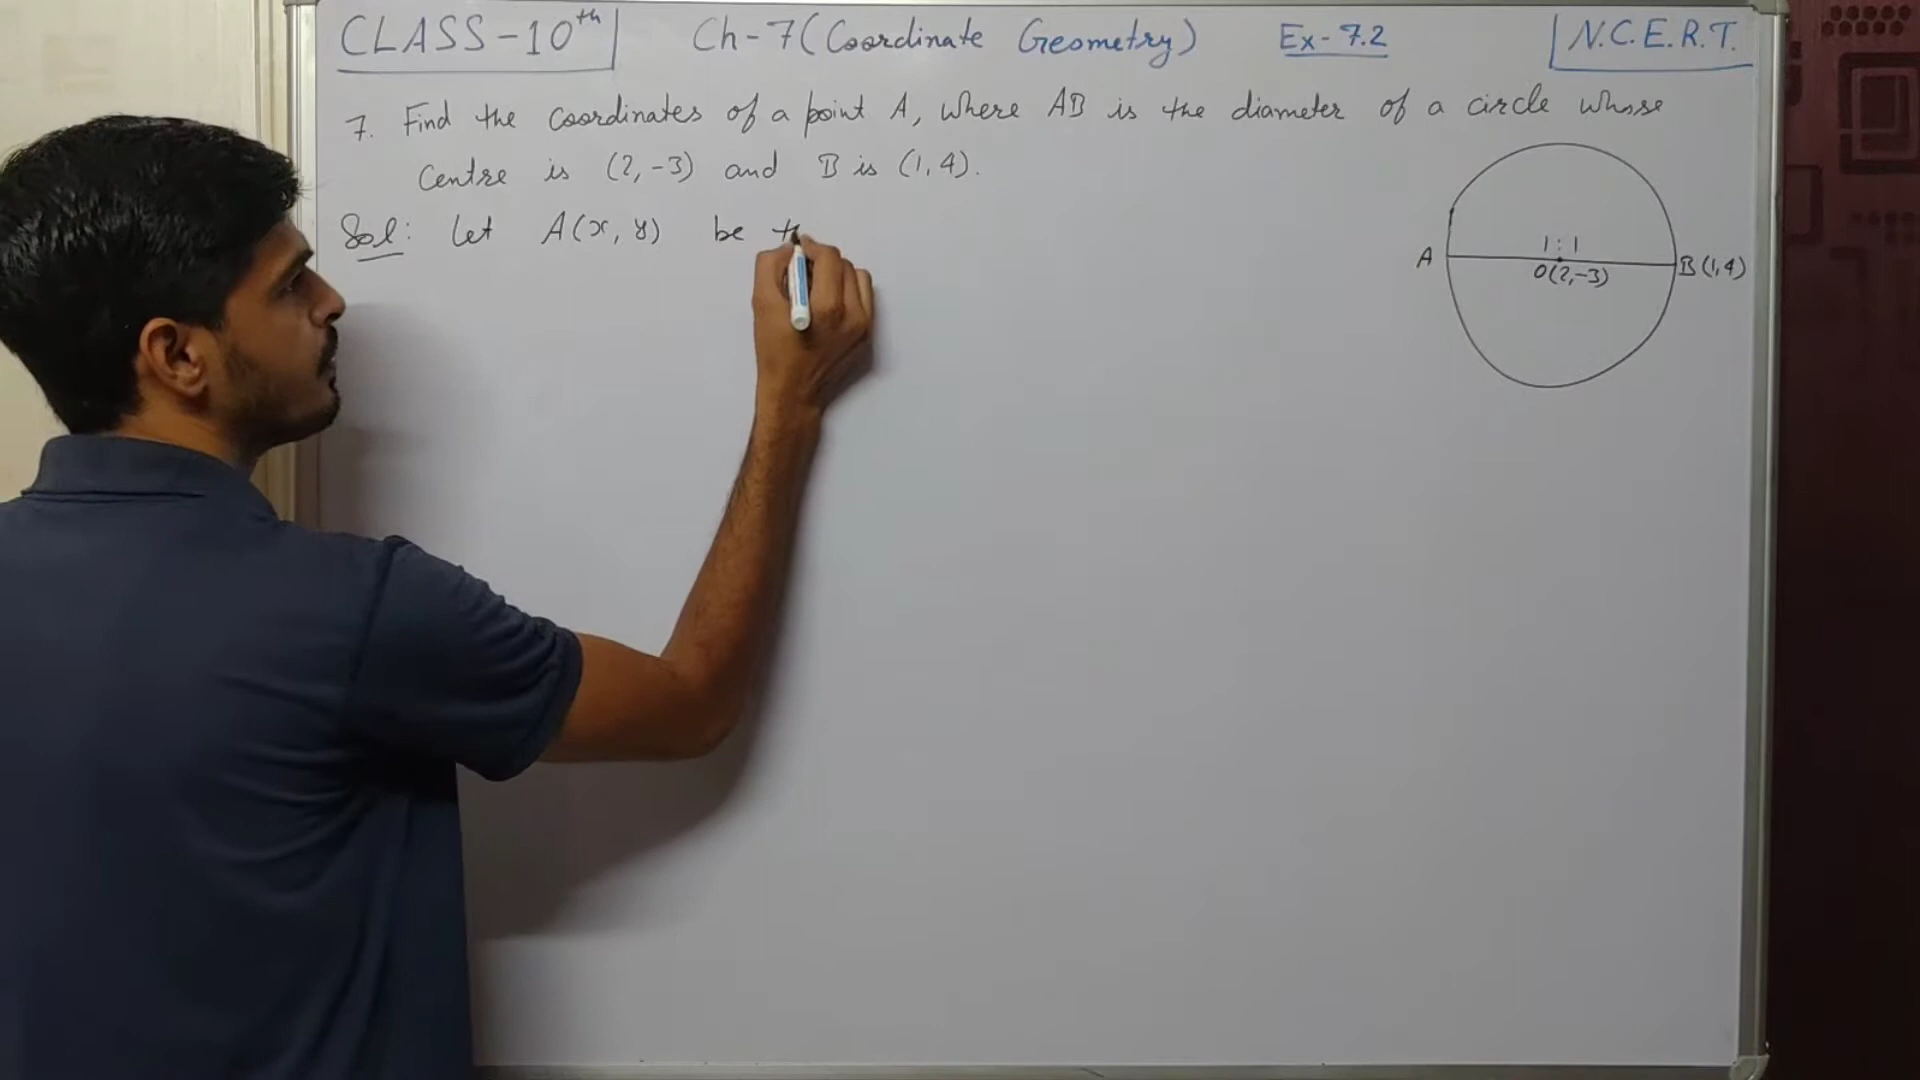 CLASS-10th Ch-7 (Coordinate Geometry) Ex-7.2 N.C.E.R.T.
7. Find the coordinates of a point A, where AB is the diameter of a circle whose
centre is (2,-3) and B is (1,4).
Sol: Let A(x, y) be
1:1
A O(2,-3) B(1,4)